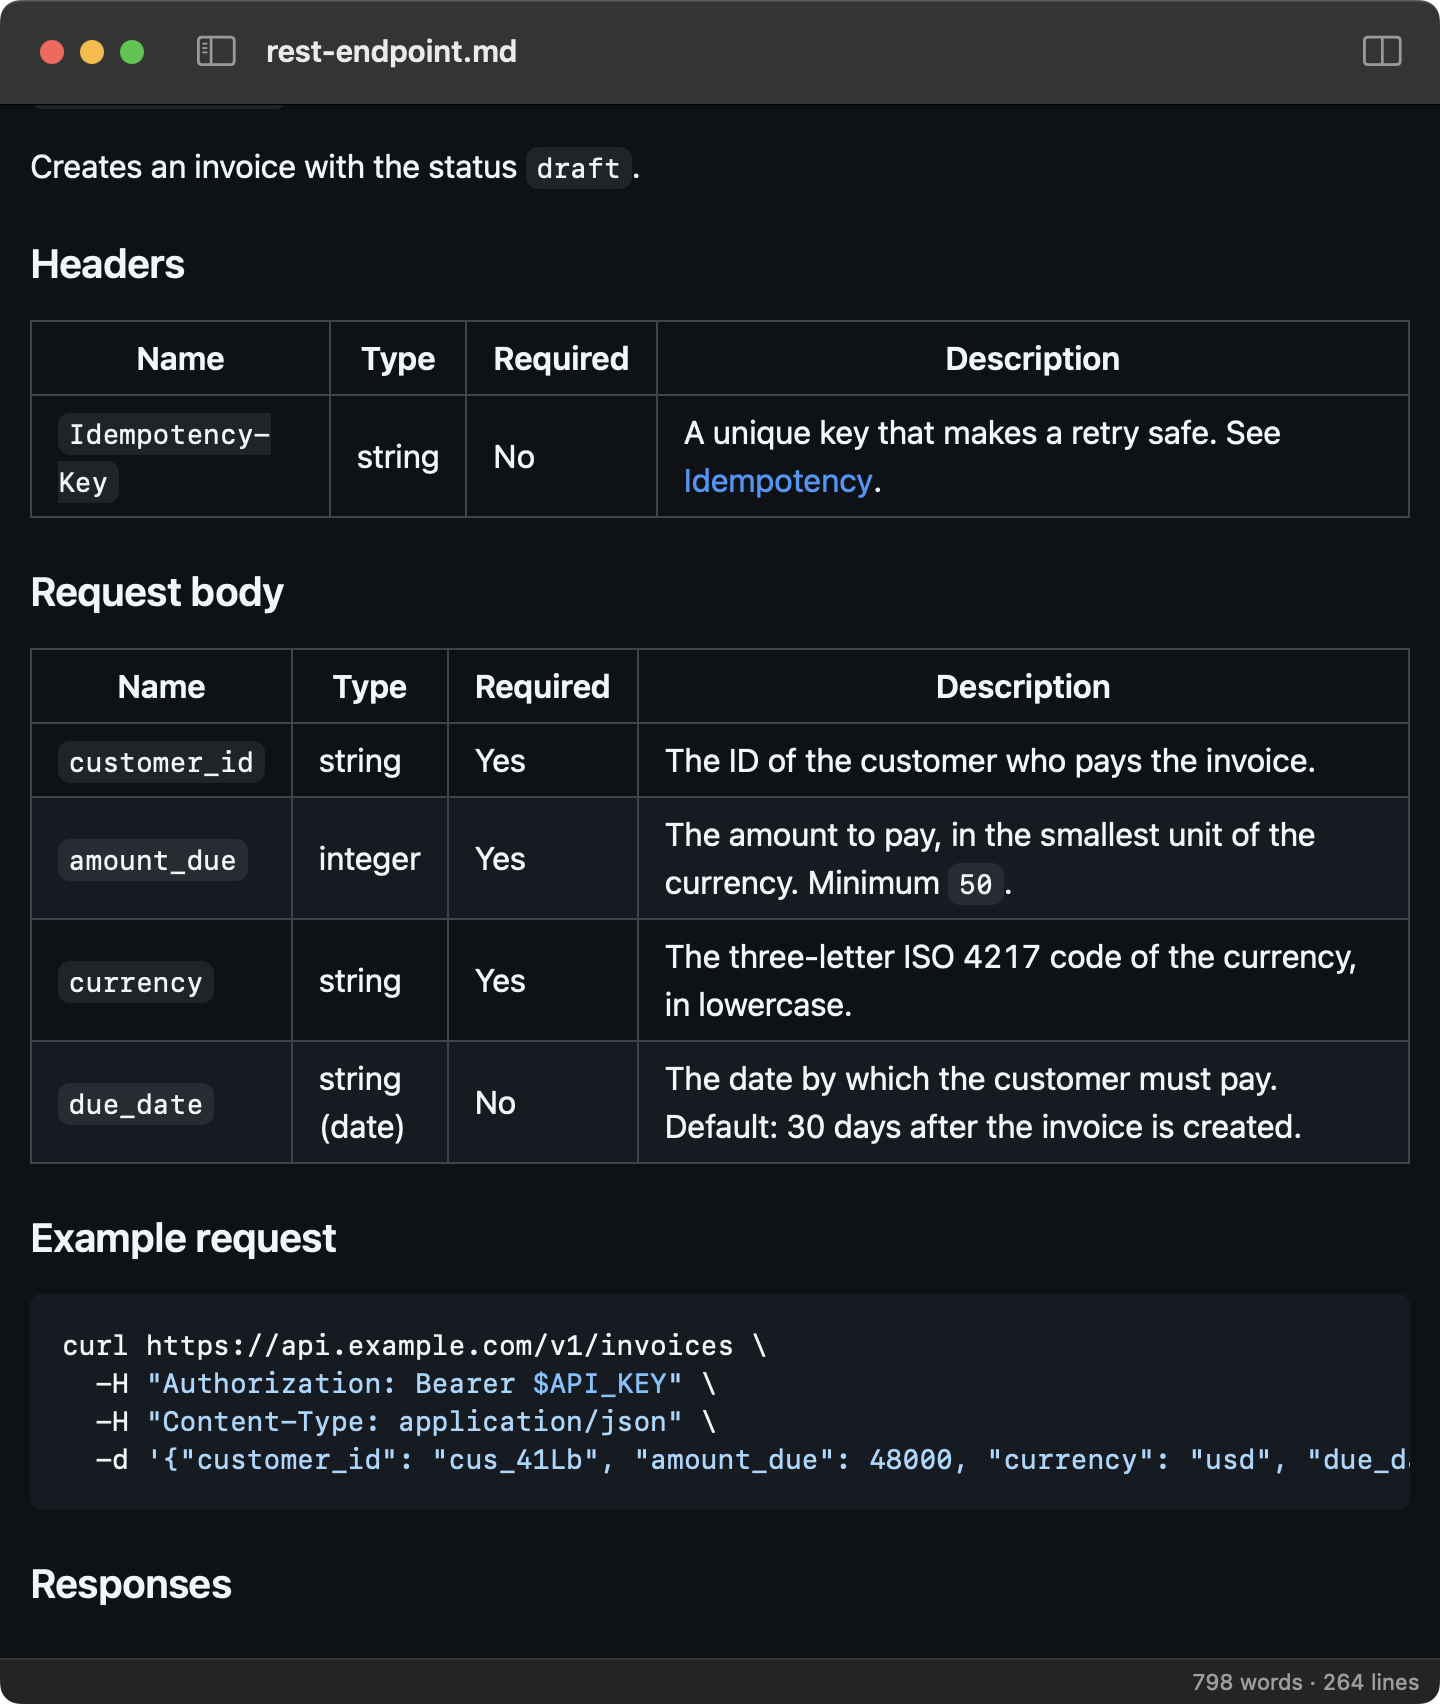 rest-endpoint.md
Creates an invoice with the status draft.
Headers
Name Type Required Description
Idempotency-Key string No A unique key that makes a retry safe. See Idempotency.
Request body
Name Type Required Description
customer_id string Yes The ID of the customer who pays the invoice.
amount_due integer Yes The amount to pay, in the smallest unit of the currency. Minimum 50.
currency string Yes The three-letter ISO 4217 code of the currency, in lowercase.
due_date string (date) No The date by which the customer must pay. Default: 30 days after the invoice is created.
Example request
curl https://api.example.com/v1/invoices \
  -H "Authorization: Bearer $API_KEY" \
  -H "Content-Type: application/json" \
  -d '{"customer_id": "cus_41Lb", "amount_due": 48000, "currency": "usd", "due_d
Responses
798 words · 264 lines